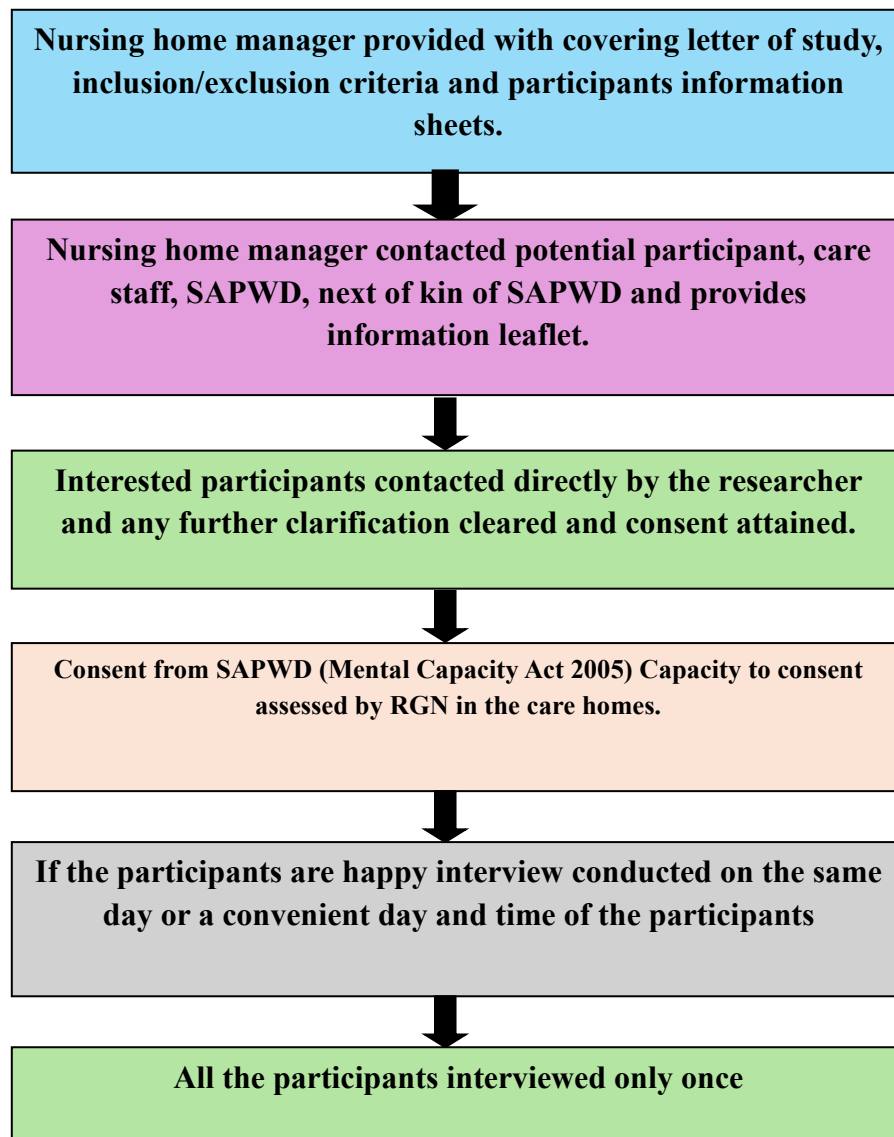 Nursing home manager provided with covering letter of study,
inclusion/exclusion criteria and participants information
sheets.
Nursing home manager contacted potential participant, care
staff, SAPWD, next of kin of SAPWD and provides
information leaflet.
Interested participants contacted directly by the researcher
and any further clarification cleared and consent attained.
Consent from SAPWD (Mental Capacity Act 2005) Capacity to consent
assessed by RGN in the care homes.
If the participants are happy interview conducted on the same
day or a convenient day and time of the participants
All the participants interviewed only once